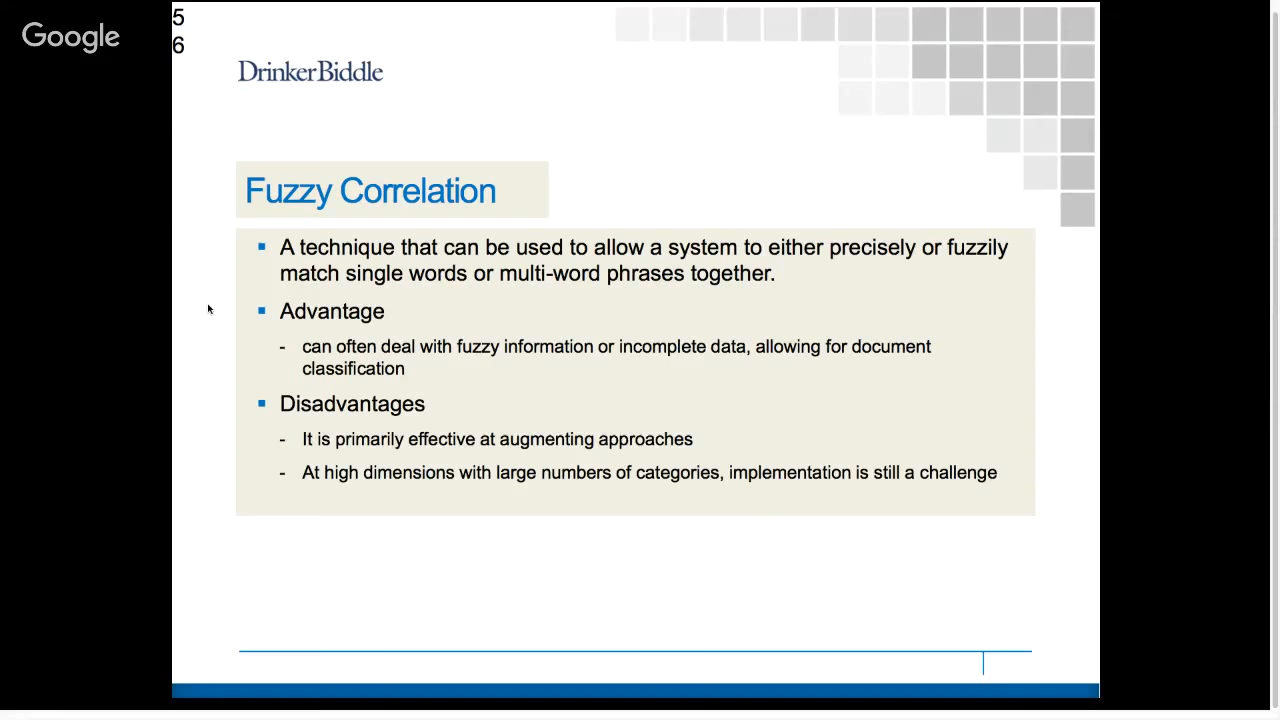 Google
5
6
DrinkerBiddle
Fuzzy Correlation
▪ A technique that can be used to allow a system to either precisely or fuzzily
match single words or multi-word phrases together.
▪ Advantage
- can often deal with fuzzy information or incomplete data, allowing for document
classification
▪ Disadvantages
- It is primarily effective at augmenting approaches
- At high dimensions with large numbers of categories, implementation is still a challenge